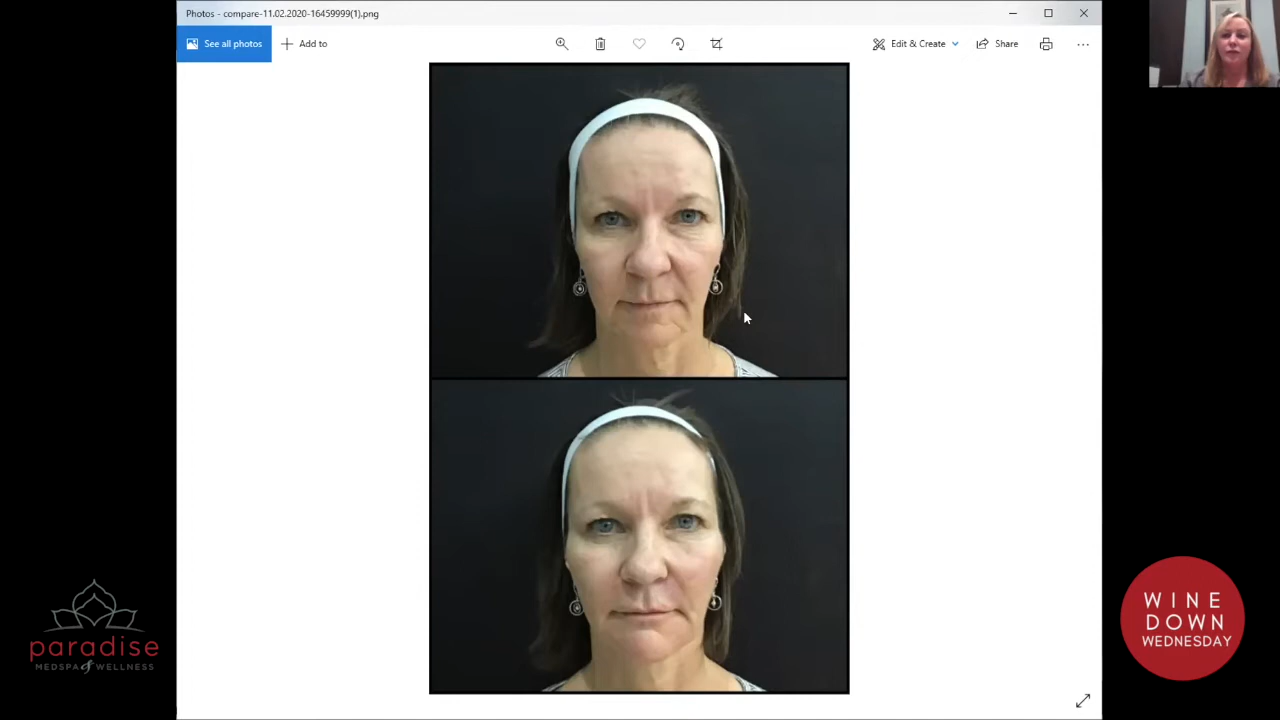 Photos - compare-11.02.2020-16459999(1).png
See all photos
Add to
Edit & Create
Share
paradise
MEDSPA & WELLNESS
WINE
DOWN
WEDNESDAY